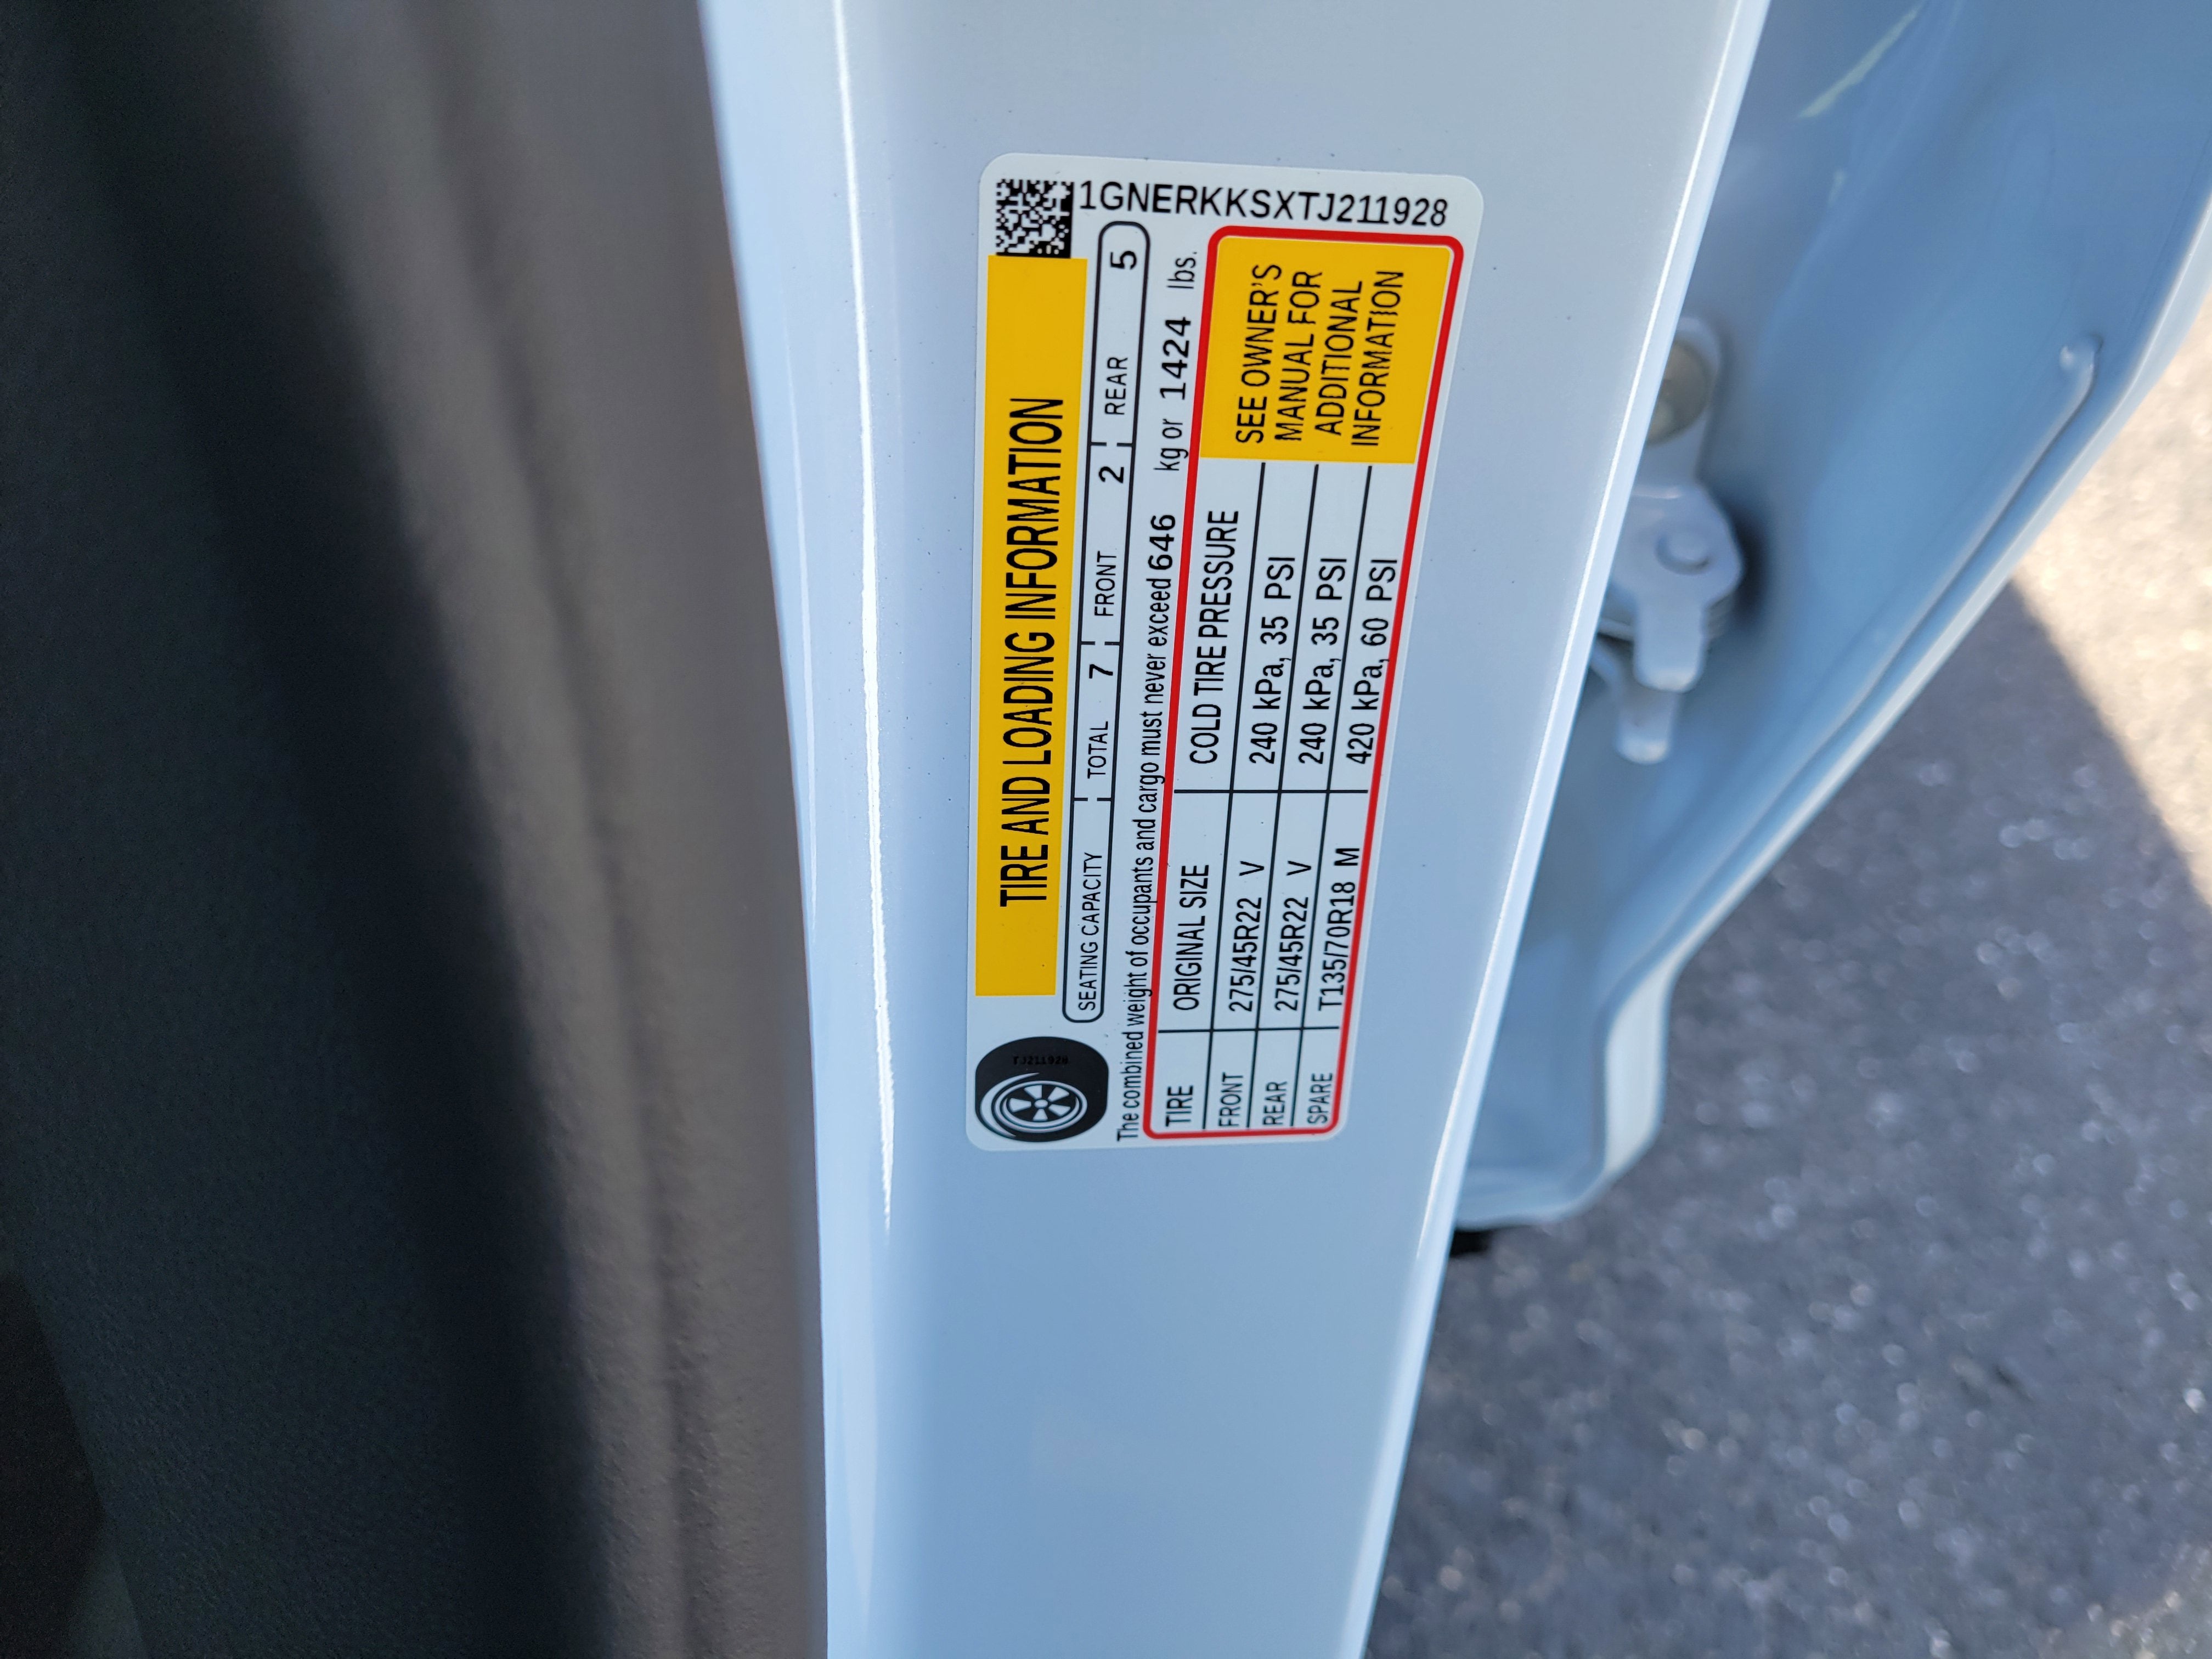 1GNERKKSXTJ211928
TIRE AND LOADING INFORMATION
TJ211928
SEATING CAPACITY TOTAL 7 FRONT 2 REAR 5
The combined weight of occupants and cargo must never exceed 646 kg or 1424 lbs.
TIRE ORIGINAL SIZE COLD TIRE PRESSURE
FRONT 275/45R22 V 240 kPa, 35 PSI
REAR 275/45R22 V 240 kPa, 35 PSI
SPARE T135/70R18 M 420 kPa, 60 PSI
SEE OWNER'S
MANUAL FOR
ADDITIONAL
INFORMATION